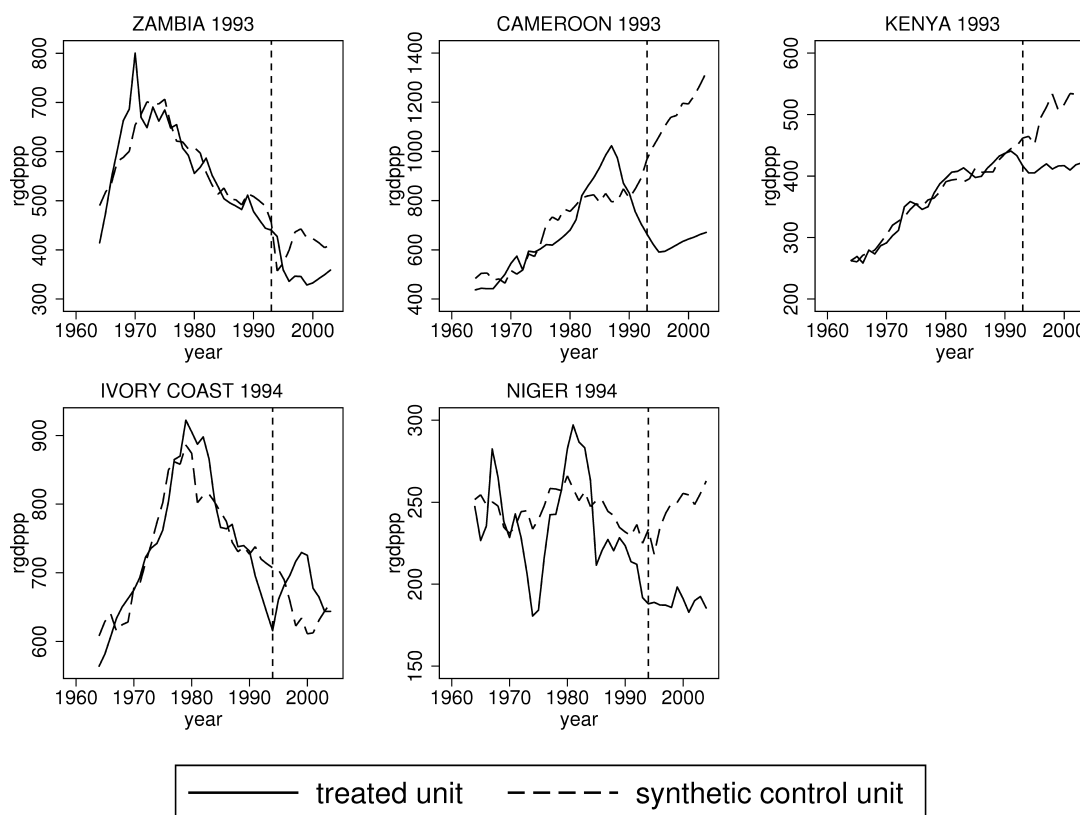 ZAMBIA 1993
rgdppp
800
700
600
500
400
300
1960 1970 1980 1990 2000
year
CAMEROON 1993
rgdppp
1400
1200
1000
800
600
400
1960 1970 1980 1990 2000
year
KENYA 1993
rgdppp
600
500
400
300
200
1960 1970 1980 1990 2000
year
IVORY COAST 1994
rgdppp
900
800
700
600
1960 1970 1980 1990 2000
year
NIGER 1994
rgdppp
300
250
200
150
1960 1970 1980 1990 2000
year
treated unit synthetic control unit